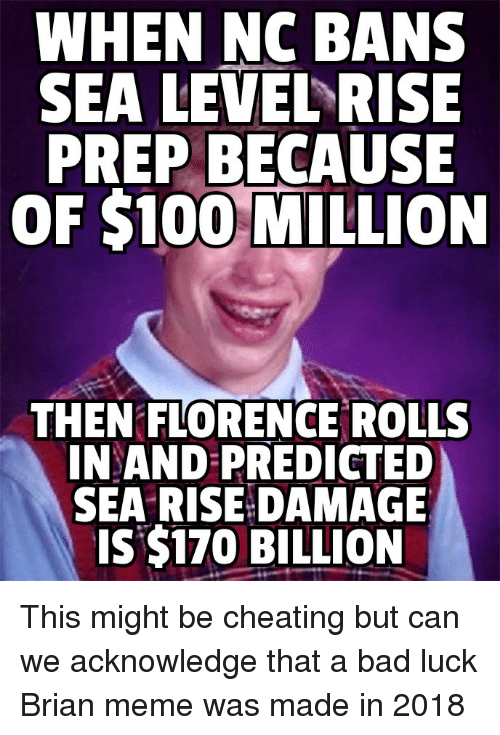 WHEN NC BANS
SEA LEVEL RISE
PREP BECAUSE
OF $100 MILLION
THEN FLORENCE ROLLS
IN AND PREDICTED
SEA RISE DAMAGE
IS $170 BILLION
This might be cheating but can
we acknowledge that a bad luck
Brian meme was made in 2018